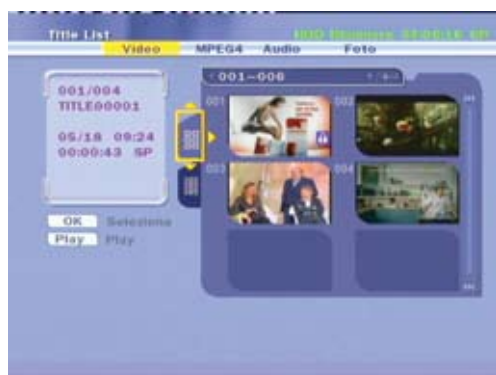 Title List
Video MPEG4 Audio Foto
001~006
001/004
TITLE00001
05/18 09:24
00:00:43 SP
001
002
003
004
OK Seleziona
Play Play